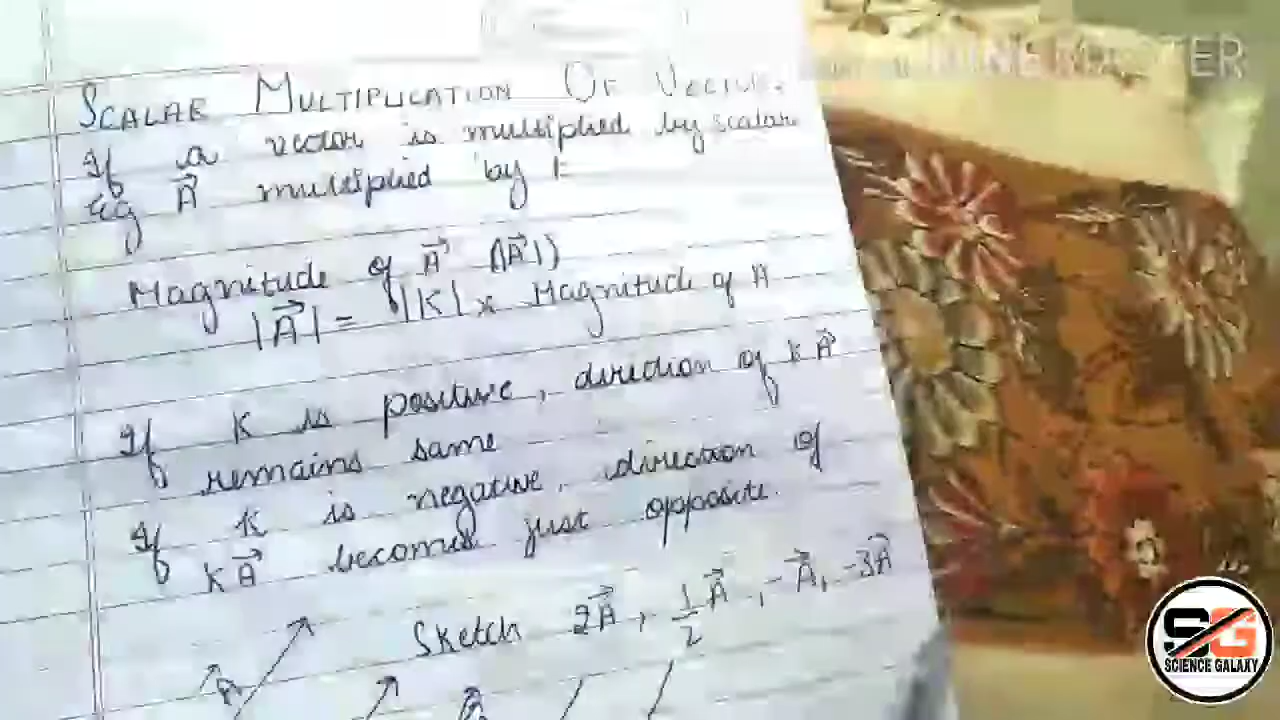 SCALAR MULTIPLICATION OF VECTOR.
If a vector is multiplied by scalar
eg A⃗ multiplied by k
Magnitude of A⃗ (|A⃗|)
|A⃗| = |K| x Magnitude of A
If K is positive, direction of k A⃗
remains same
If K is negative, direction of
KA⃗ becomes just opposite.
Sketch 2A⃗, 1/2 A⃗, -A⃗, -3A⃗
A⃗
SG
SCIENCE GALAXY